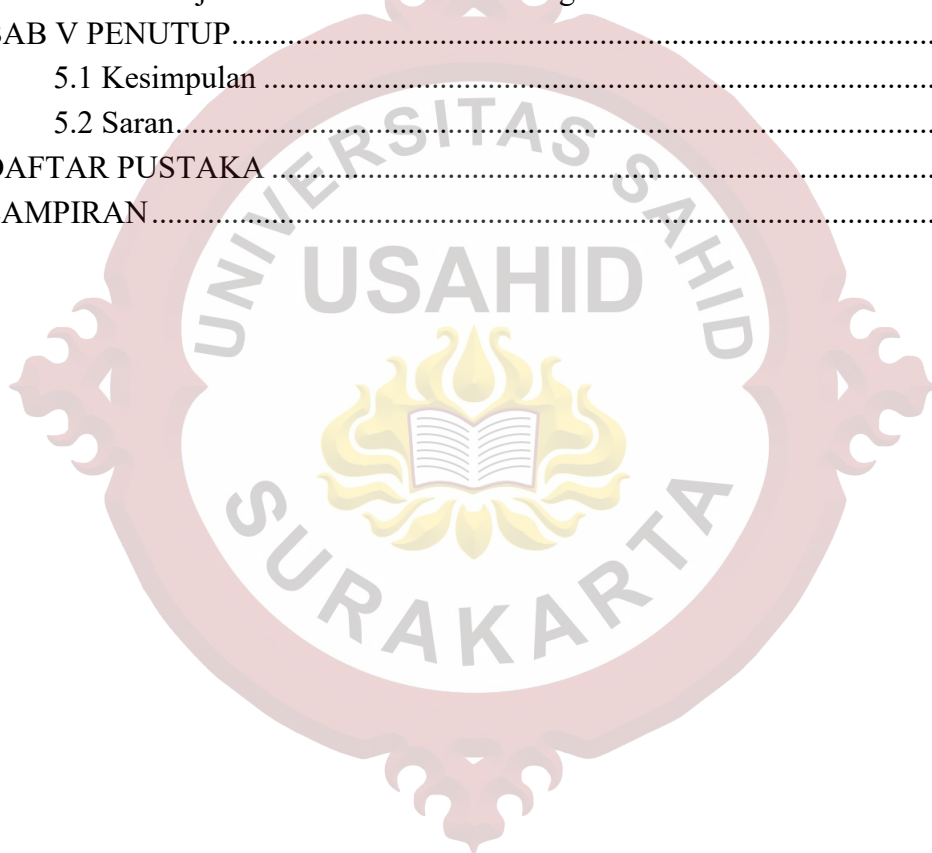 BAB V PENUTUP................................................................................
5.1 Kesimpulan ................................................................................
5.2 Saran................................................................................
DAFTAR PUSTAKA ................................................................................
LAMPIRAN................................................................................
UNIVERSITAS SAHID
USAHID
SURAKARTA